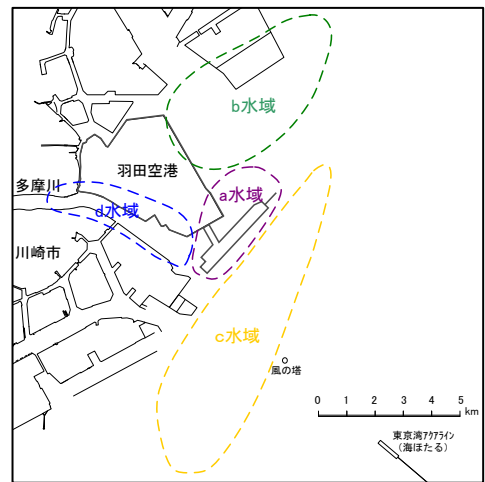 b水域
羽田空港
多摩川
a水域
d水域
川崎市
c水域
風の塔
0 1 2 3 4 5
km
東京湾アクアライン
(海ほたる)